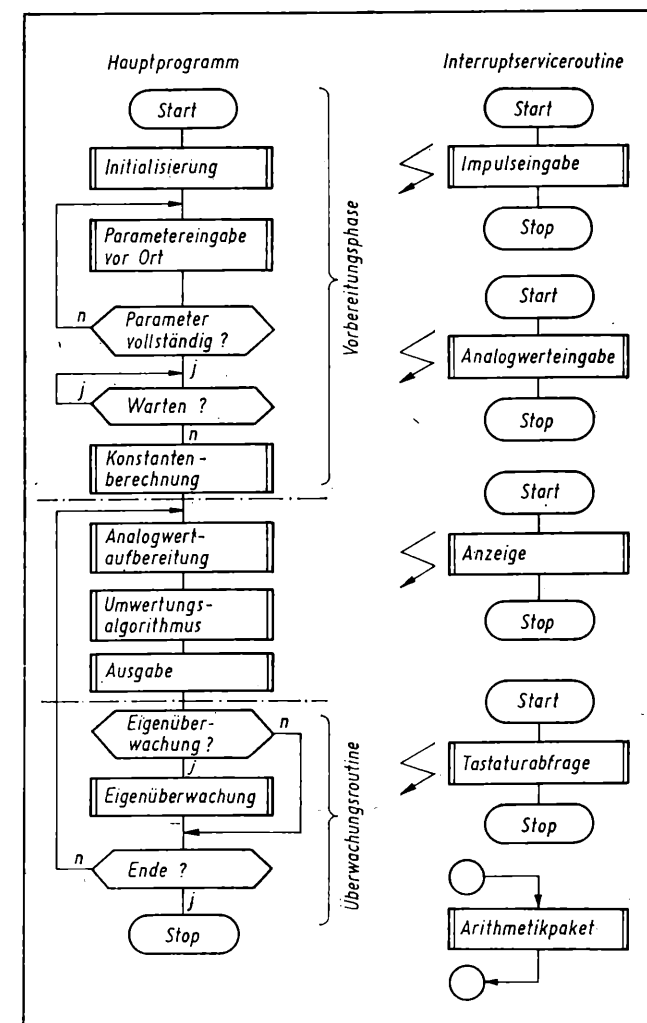 Hauptprogramm
Start
Initialisierung
Parametereingabe
vor Ort
n
Parameter
vollständig ?
j
j
Warten ?
n
Konstanten -
berechnung
Vorbereitungsphase
Analogwert-
aufbereitung
Umwertungs-
algorithmus
Ausgabe
Eigenüber-
wachung ?
n
j
Eigenüberwachung
n
Ende ?
j
Stop
Überwachungsroutine
Interruptserviceroutine
Start
Impulseingabe
Stop
Start
Analogwerteingabe
Stop
Start
Anzeige
Stop
Start
Tastaturabfrage
Stop
Arithmetikpaket